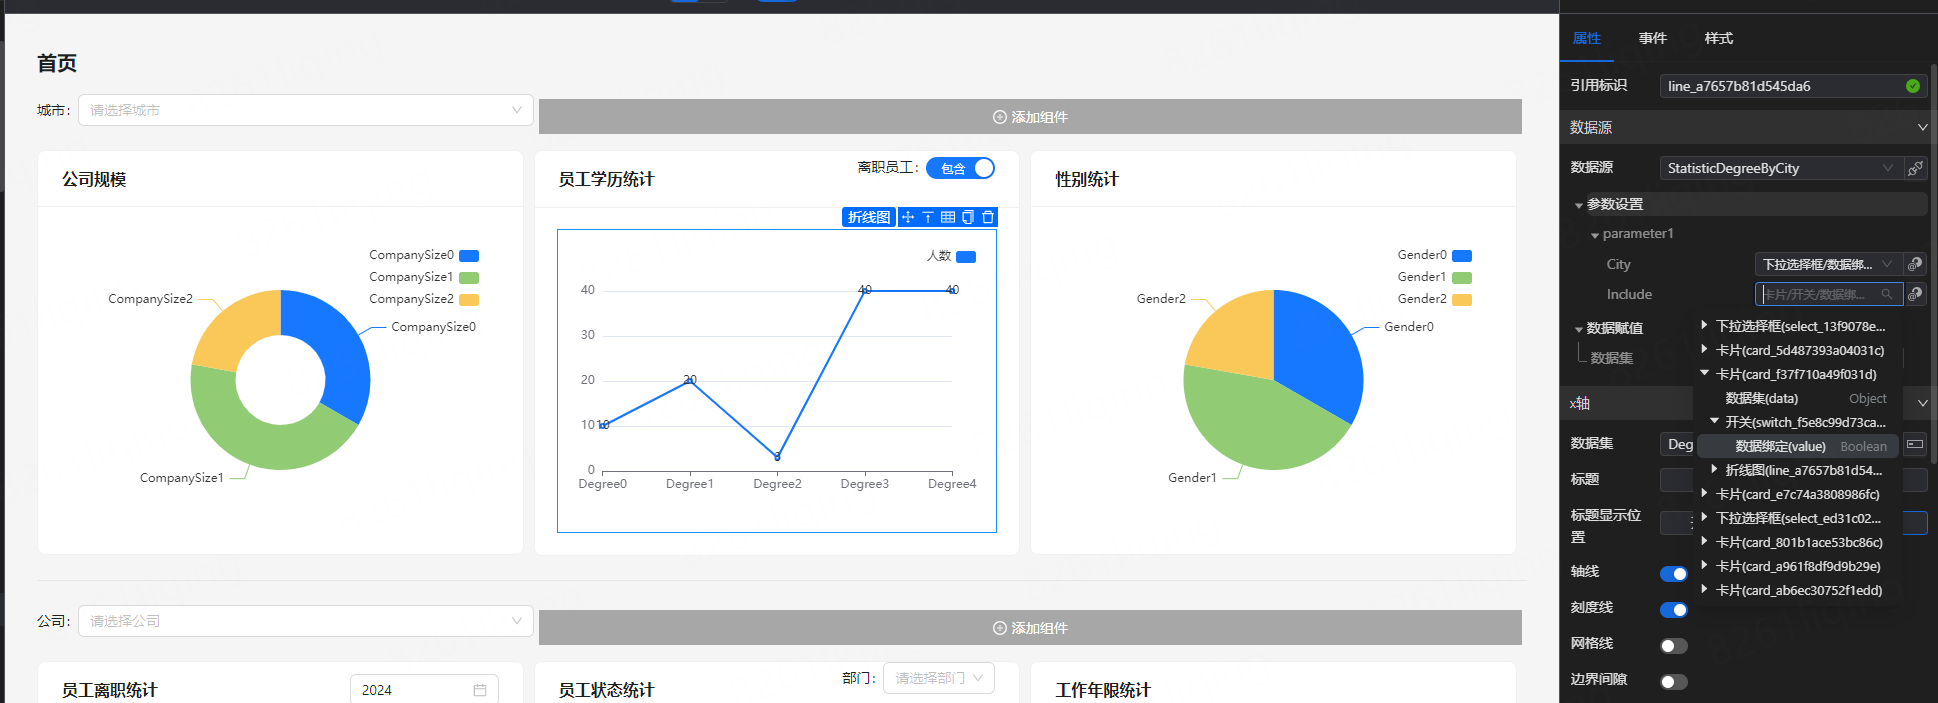 首页
城市：
请选择城市
添加组件
公司规模
CompanySize0
CompanySize1
CompanySize2
CompanySize2
CompanySize0
CompanySize1
员工学历统计
离职员工：
包含
折线图
人数
40
30
20
10
0
10
20
3
40
40
Degree0
Degree1
Degree2
Degree3
Degree4
性别统计
Gender0
Gender1
Gender2
Gender2
Gender0
Gender1
公司：
请选择公司
添加组件
员工离职统计
2024
员工状态统计
部门：
请选择部门
工作年限统计
属性
事件
样式
引用标识
line_a7657b81d545da6
数据源
数据源
StatisticDegreeByCity
参数设置
parameter1
City
下拉选择框/数据绑...
Include
卡片/开关/数据绑...
数据赋值
数据集
下拉选择框(select_13f9078e...
卡片(card_5d487393a04031c)
卡片(card_f37f710a49f031d)
数据集(data)
Object
开关(switch_f5e8c99d73ca...
数据绑定(value)
Boolean
折线图(line_a7657b81d54...
卡片(card_e7c74a3808986fc)
下拉选择框(select_ed31c02...
卡片(card_801b1ace53bc86c)
卡片(card_a961f8df9d9b29e)
卡片(card_ab6ec30752f1edd)
x轴
数据集
Deg
标题
标题显示位
置
轴线
刻度线
网格线
边界间隙